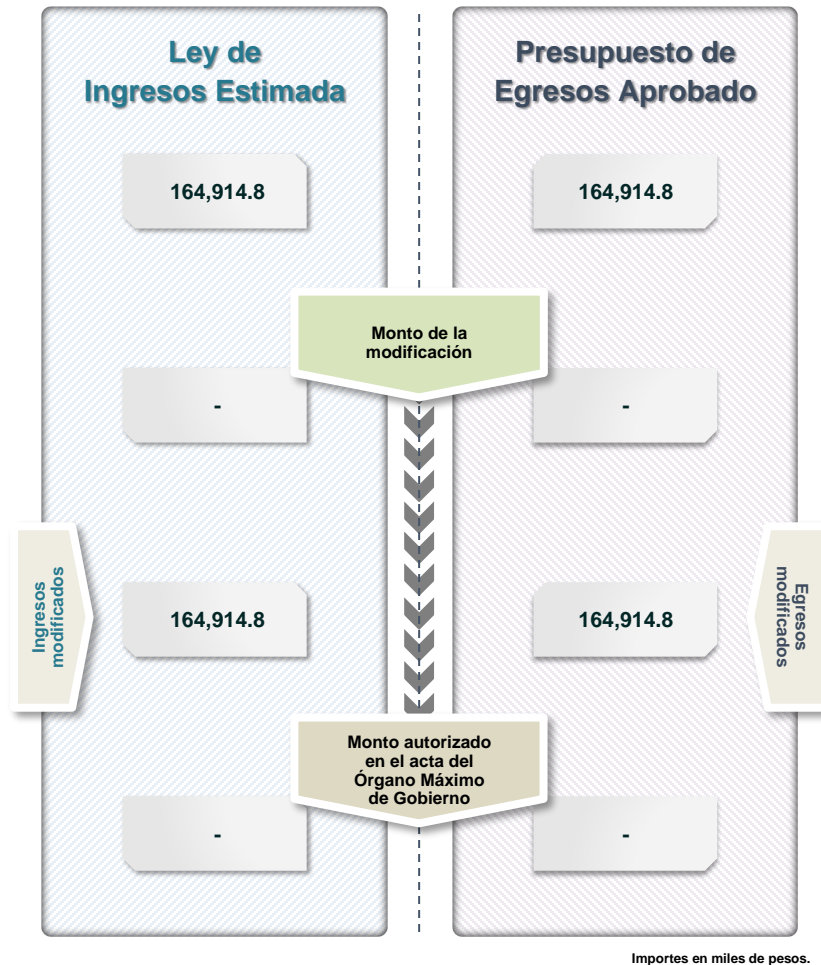 Ley de
Ingresos Estimada
Presupuesto de
Egresos Aprobado
164,914.8
164,914.8
Monto de la
modificación
-
-
Ingresos
modificados
164,914.8
164,914.8
Egresos
modificados
Monto autorizado
en el acta del
Órgano Máximo
de Gobierno
-
-
Importes en miles de pesos.